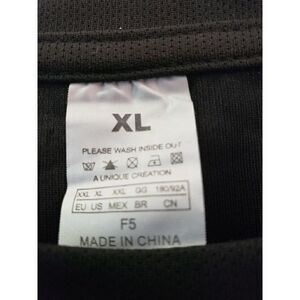 XL
PLEASE WASH INSIDE OUT
A UNIQUE CREATION
XXL XL XXL GG 180/92A
EU US MEX BR CN
F5
MADE IN CHINA